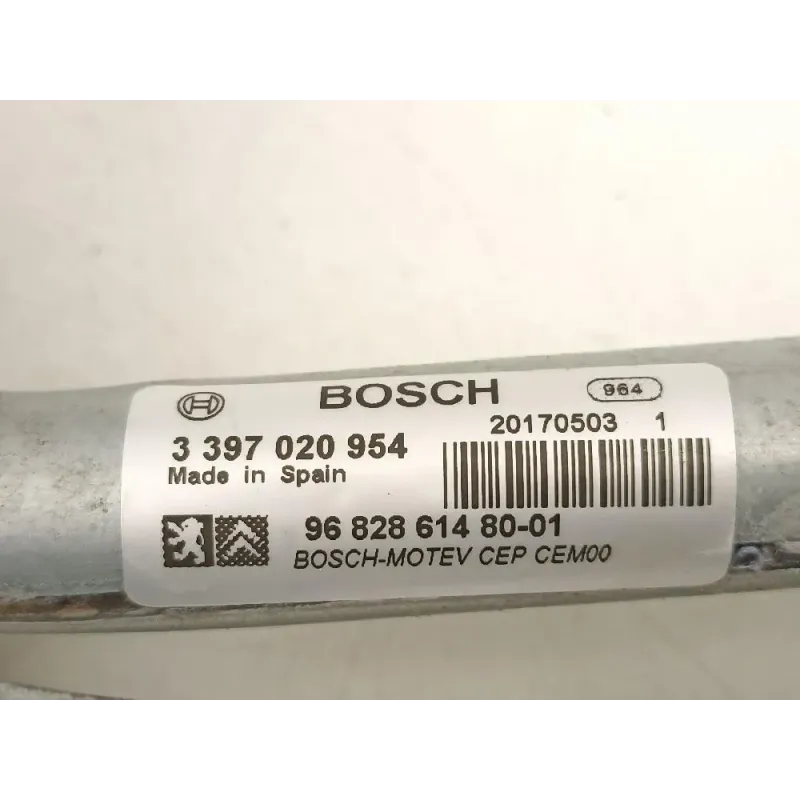 BOSCH 964
20170503 1
3 397 020 954
Made in Spain
96 828 614 80-01
BOSCH-MOTEV CEP CEM00